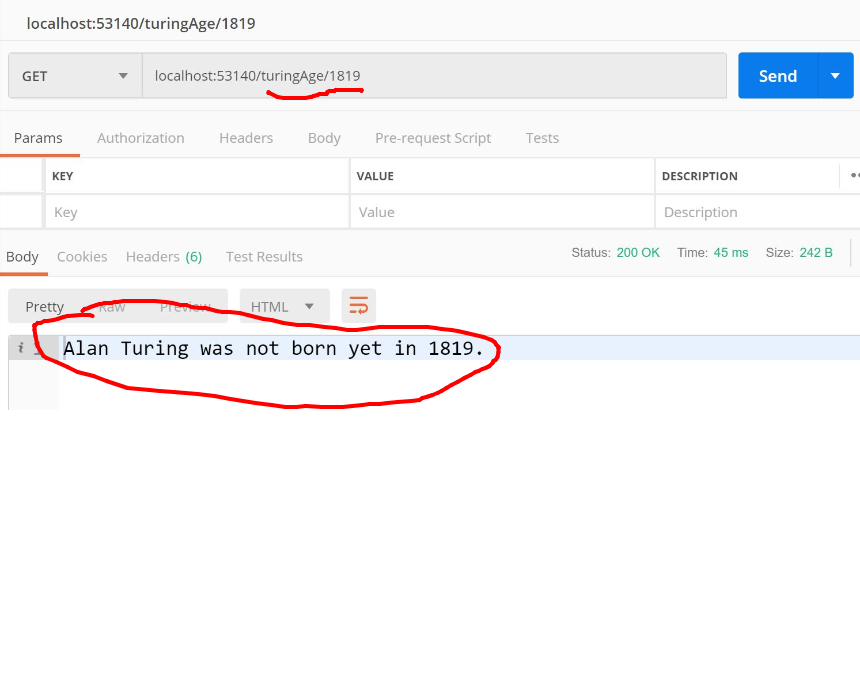 localhost:53140/turingAge/1819
GET localhost:53140/turingAge/1819 Send
Params Authorization Headers Body Pre-request Script Tests
KEY VALUE DESCRIPTION
Key Value Description
Body Cookies Headers (6) Test Results Status: 200 OK Time: 45 ms Size: 242 B
Pretty Raw Preview HTML
i 1 Alan Turing was not born yet in 1819.